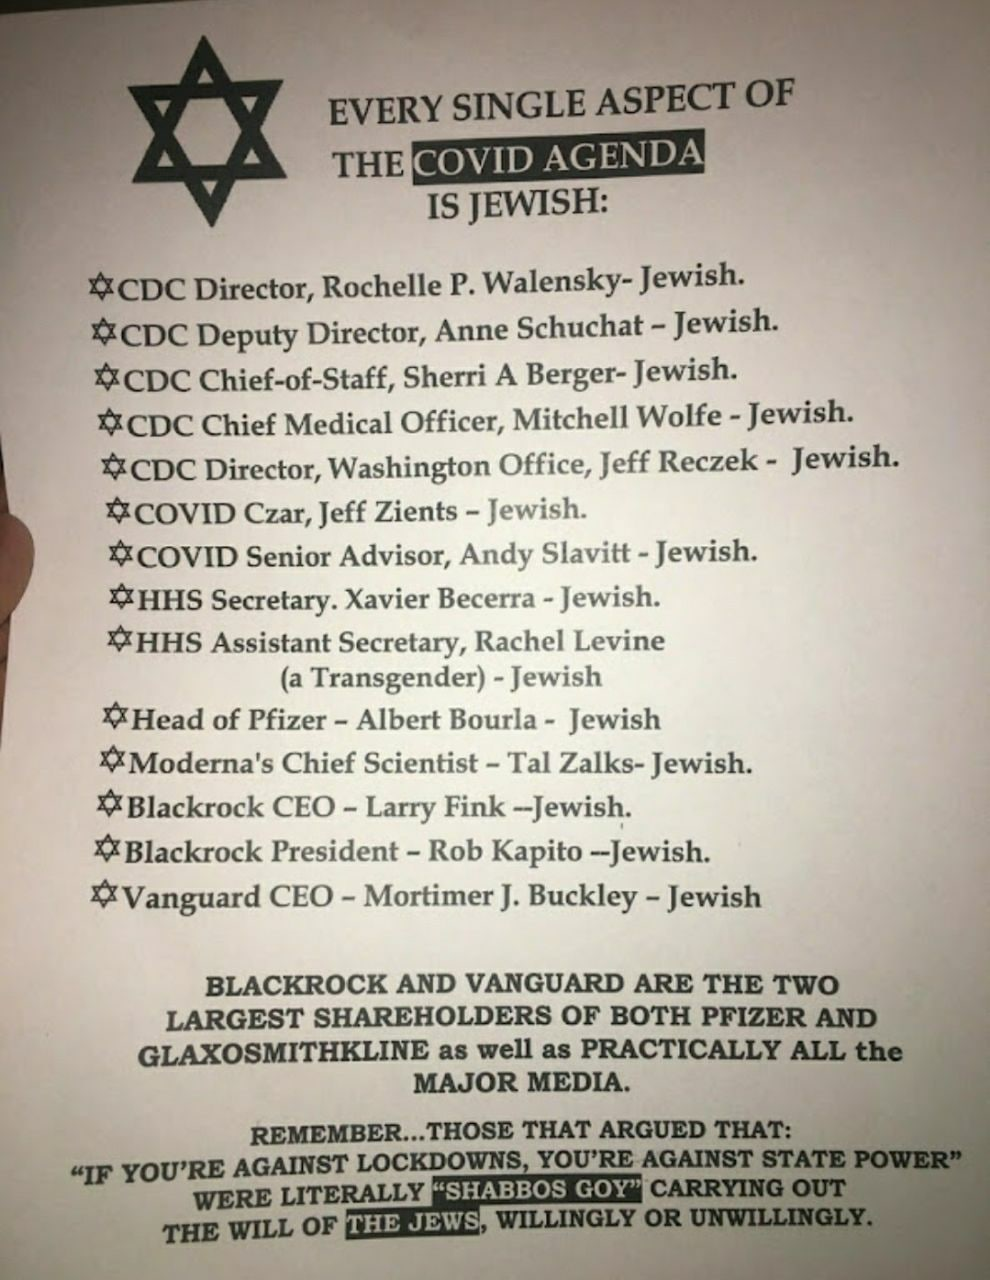 EVERY SINGLE ASPECT OF
THE COVID AGENDA
IS JEWISH:
✡CDC Director, Rochelle P. Walensky- Jewish.
✡CDC Deputy Director, Anne Schuchat – Jewish.
✡CDC Chief-of-Staff, Sherri A Berger- Jewish.
✡CDC Chief Medical Officer, Mitchell Wolfe - Jewish.
✡CDC Director, Washington Office, Jeff Reczek - Jewish.
✡COVID Czar, Jeff Zients – Jewish.
✡COVID Senior Advisor, Andy Slavitt - Jewish.
✡HHS Secretary. Xavier Becerra - Jewish.
✡HHS Assistant Secretary, Rachel Levine
(a Transgender) - Jewish
✡Head of Pfizer – Albert Bourla - Jewish
✡Moderna's Chief Scientist – Tal Zalks- Jewish.
✡Blackrock CEO – Larry Fink --Jewish.
✡Blackrock President – Rob Kapito --Jewish.
✡Vanguard CEO – Mortimer J. Buckley – Jewish
BLACKROCK AND VANGUARD ARE THE TWO
LARGEST SHAREHOLDERS OF BOTH PFIZER AND
GLAXOSMITHKLINE as well as PRACTICALLY ALL the
MAJOR MEDIA.
REMEMBER...THOSE THAT ARGUED THAT:
“IF YOU'RE AGAINST LOCKDOWNS, YOU'RE AGAINST STATE POWER”
WERE LITERALLY “SHABBOS GOY” CARRYING OUT
THE WILL OF THE JEWS, WILLINGLY OR UNWILLINGLY.